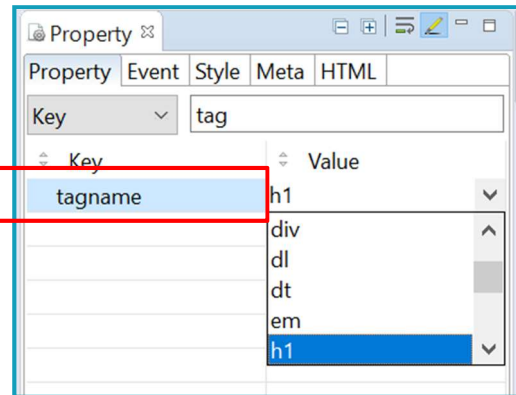 Property
Property Event Style Meta HTML
Key tag
Key Value
tagname h1
div
dl
dt
em
h1